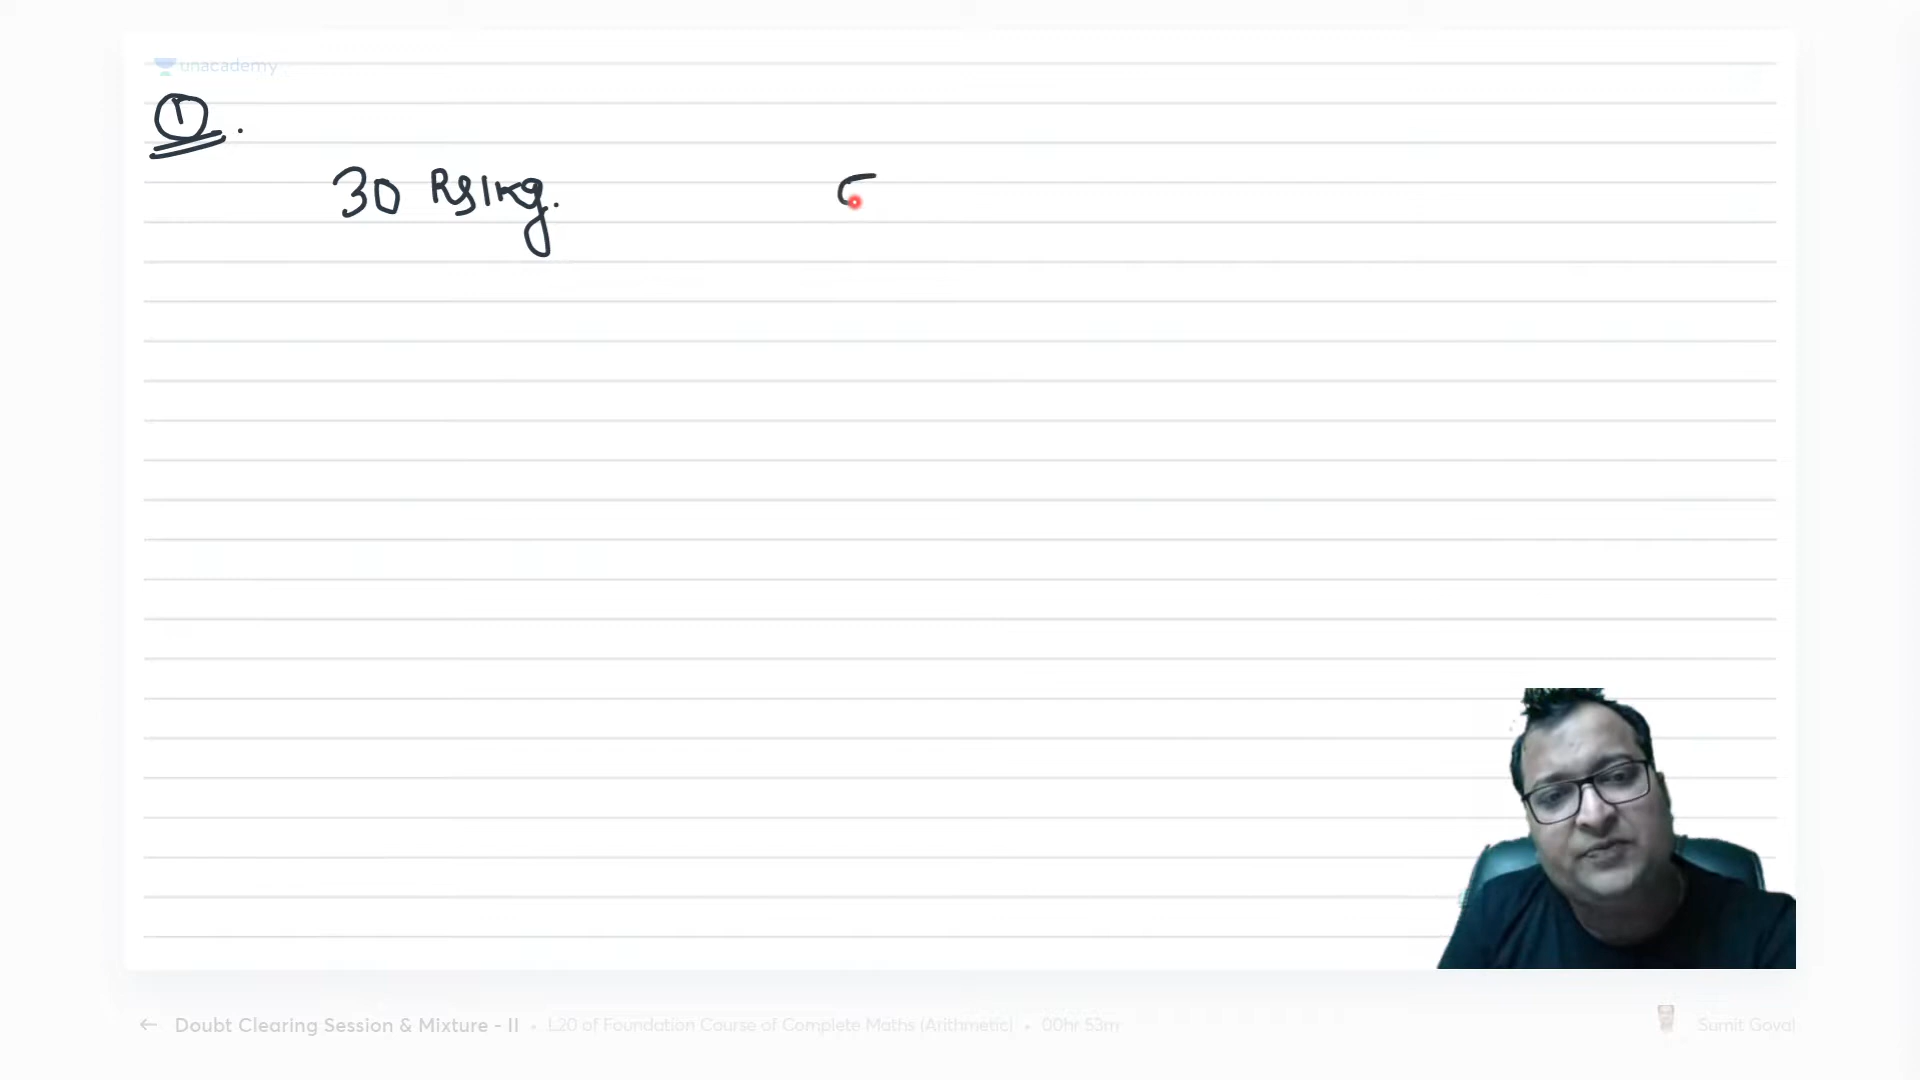 unacademy
① .
30 Rs/kg.
Doubt Clearing Session & Mixture - II • L20 of Foundation Course of Complete Maths (Arithmetic) • 00hr 53m
Sumit Goyal